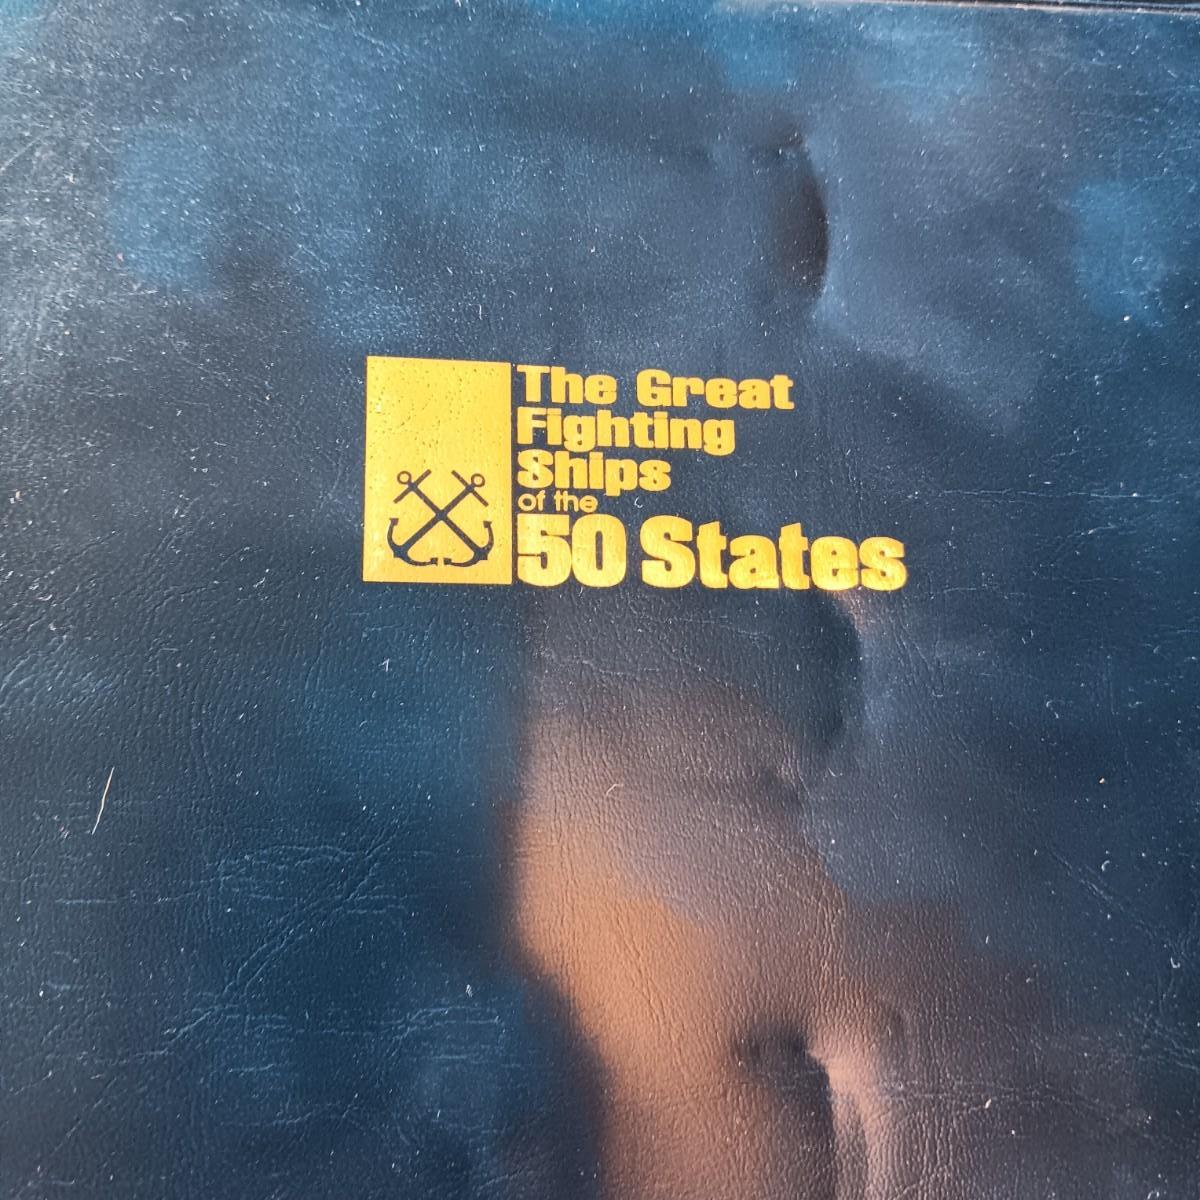 The Great
Fighting
Ships
of the
50 States